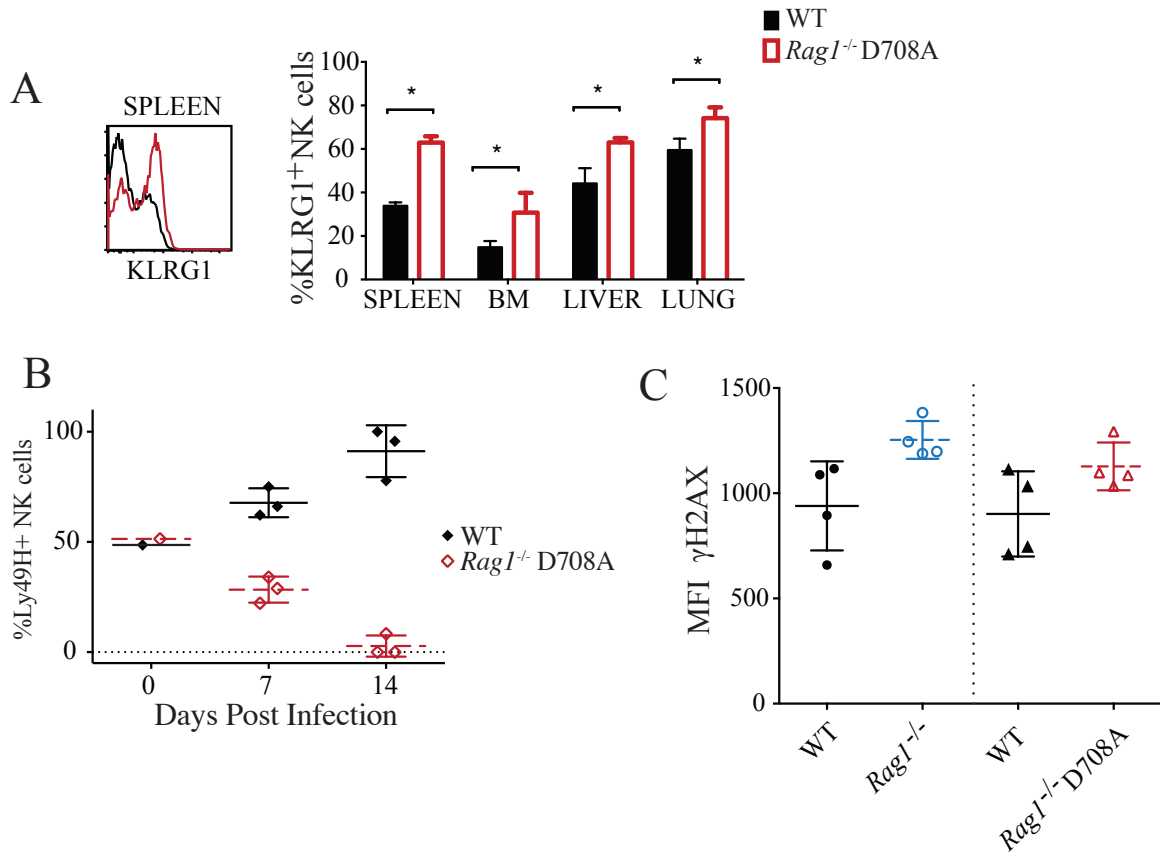 WT
Rag1-/- D708A
A
SPLEEN
KLRG1
%KLRG1+NK cells
100
80
60
40
20
0
* * * *
SPLEEN BM LIVER LUNG
B
%Ly49H+ NK cells
100
50
0
0 7 14
Days Post Infection
WT
Rag1-/- D708A
C
MFI γH2AX
1500
1000
500
0
WT Rag1-/- WT Rag1-/-D708A